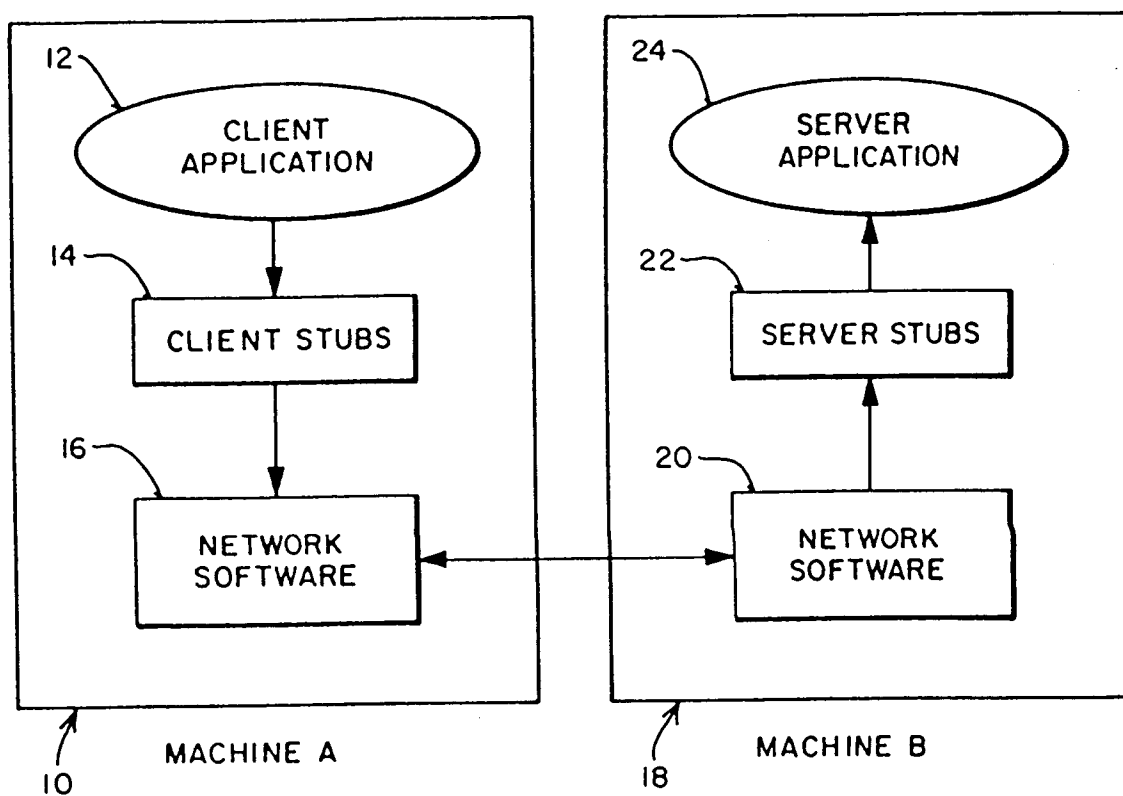 12
CLIENT
APPLICATION
14
CLIENT STUBS
16
NETWORK
SOFTWARE
10
MACHINE A
24
SERVER
APPLICATION
22
SERVER STUBS
20
NETWORK
SOFTWARE
18
MACHINE B